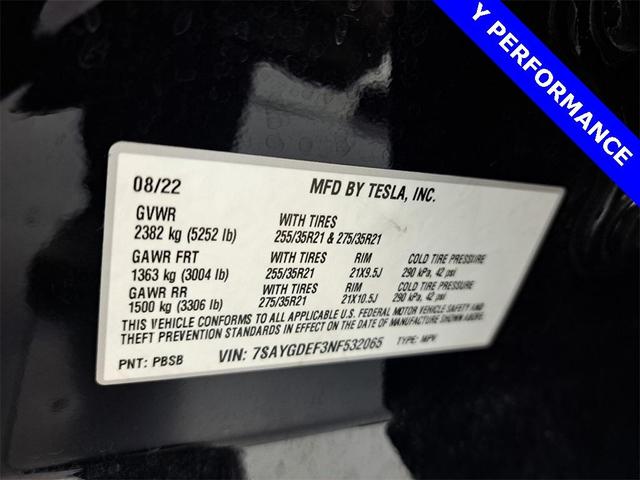 Y PERFORMANCE
08/22 MFD BY TESLA, INC.
GVWR WITH TIRES
2382 kg (5252 lb) 255/35R21 & 275/35R21
GAWR FRT WITH TIRES RIM COLD TIRE PRESSURE
1363 kg (3004 lb) 255/35R21 21X9.5J 290 kPa, 42 psi
GAWR RR WITH TIRES RIM COLD TIRE PRESSURE
1500 kg (3306 lb) 275/35R21 21X10.5J 290 kPa, 42 psi
THIS VEHICLE CONFORMS TO ALL APPLICABLE U.S. FEDERAL MOTOR VEHICLE SAFETY AND
THEFT PREVENTION STANDARDS IN EFFECT ON THE DATE OF MANUFACTURE SHOWN ABOVE.
PNT: PBSB VIN: 7SAYGDEF3NF532065 TYPE: MPV